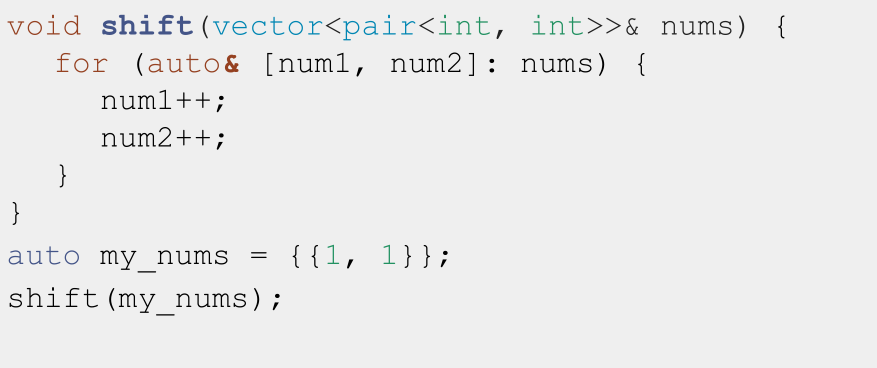 void shift(vector<pair<int, int>>& nums) {
for (auto& [num1, num2]: nums) {
num1++;
num2++;
}
}
auto my_nums = {{1, 1}};
shift(my_nums);